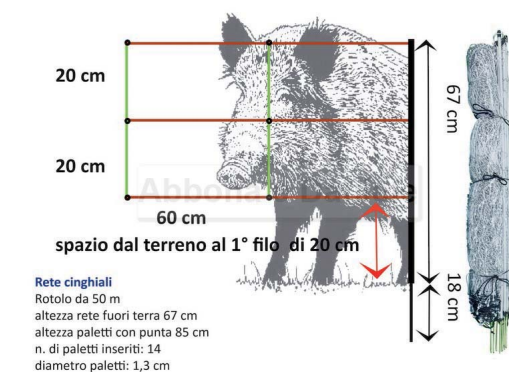 20 cm
67 cm
20 cm
60 cm
spazio dal terreno al 1° filo di 20 cm
18 cm
Rete cinghiali
Rotolo da 50 m
altezza rete fuori terra 67 cm
altezza paletti con punta 85 cm
n. di paletti inseriti: 14
diametro paletti: 1,3 cm